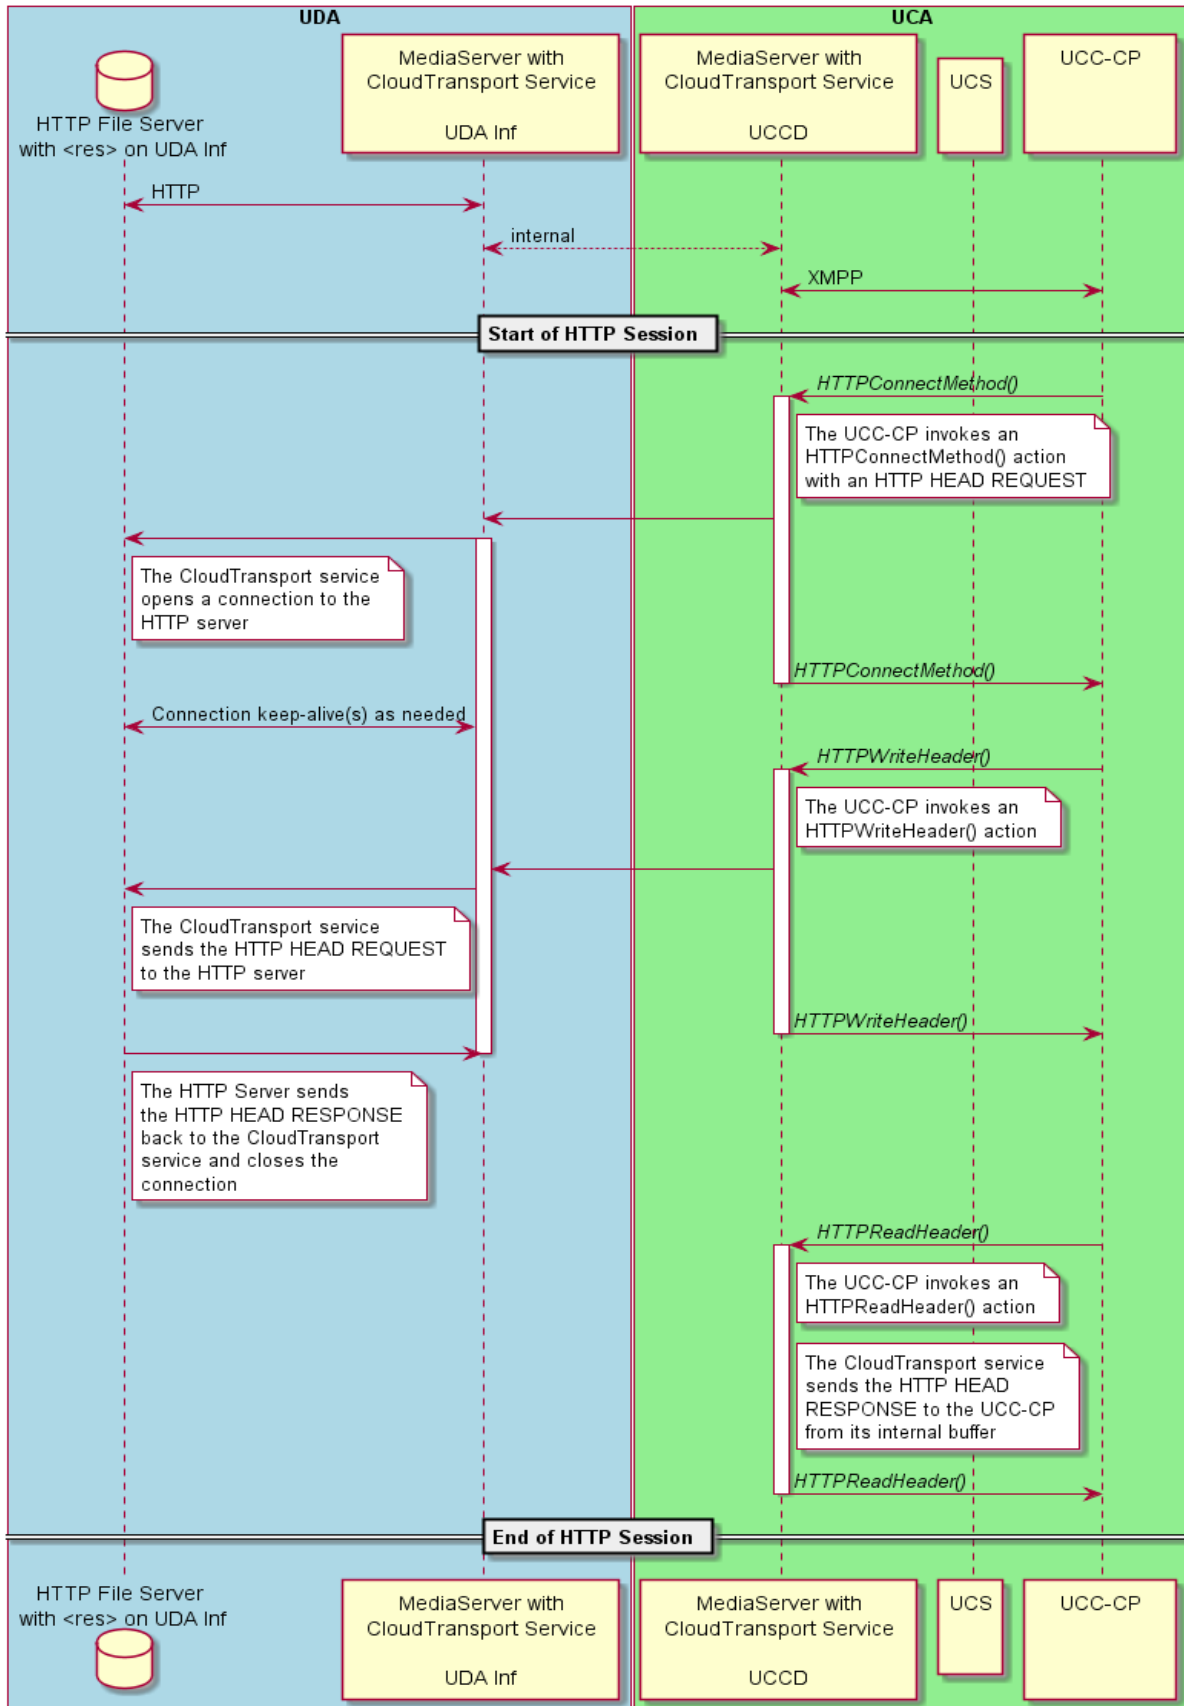 UDA
UCA
HTTP File Server
with <res> on UDA Inf
MediaServer with
CloudTransport Service
UDA Inf
MediaServer with
CloudTransport Service
UCCD
UCS
UCC-CP
HTTP
internal
XMPP
Start of HTTP Session
HTTPConnectMethod()
The UCC-CP invokes an
HTTPConnectMethod() action
with an HTTP HEAD REQUEST
The CloudTransport service
opens a connection to the
HTTP server
HTTPConnectMethod()
Connection keep-alive(s) as needed
HTTPWriteHeader()
The UCC-CP invokes an
HTTPWriteHeader() action
The CloudTransport service
sends the HTTP HEAD REQUEST
to the HTTP server
HTTPWriteHeader()
The HTTP Server sends
the HTTP HEAD RESPONSE
back to the CloudTransport
service and closes the
connection
HTTPReadHeader()
The UCC-CP invokes an
HTTPReadHeader() action
The CloudTransport service
sends the HTTP HEAD
RESPONSE to the UCC-CP
from its internal buffer
HTTPReadHeader()
End of HTTP Session
HTTP File Server
with <res> on UDA Inf
MediaServer with
CloudTransport Service
UDA Inf
MediaServer with
CloudTransport Service
UCCD
UCS
UCC-CP